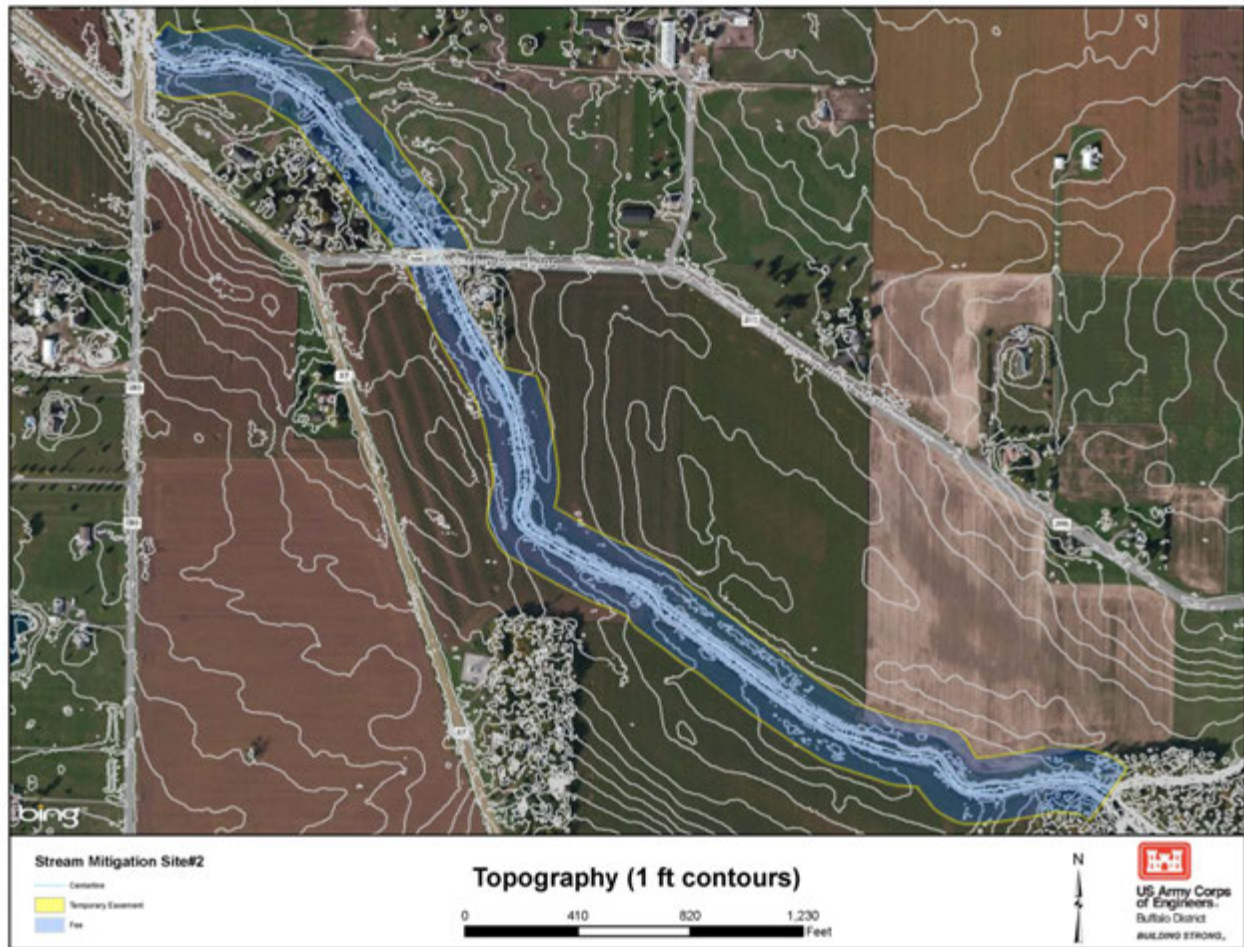 bing
Stream Mitigation Site#2
Centerline
Temporary Easement
Fee
Topography (1 ft contours)
0 410 820 1,230
Feet
N
US Army Corps
of Engineers
Buffalo District
BUILDING STRONG